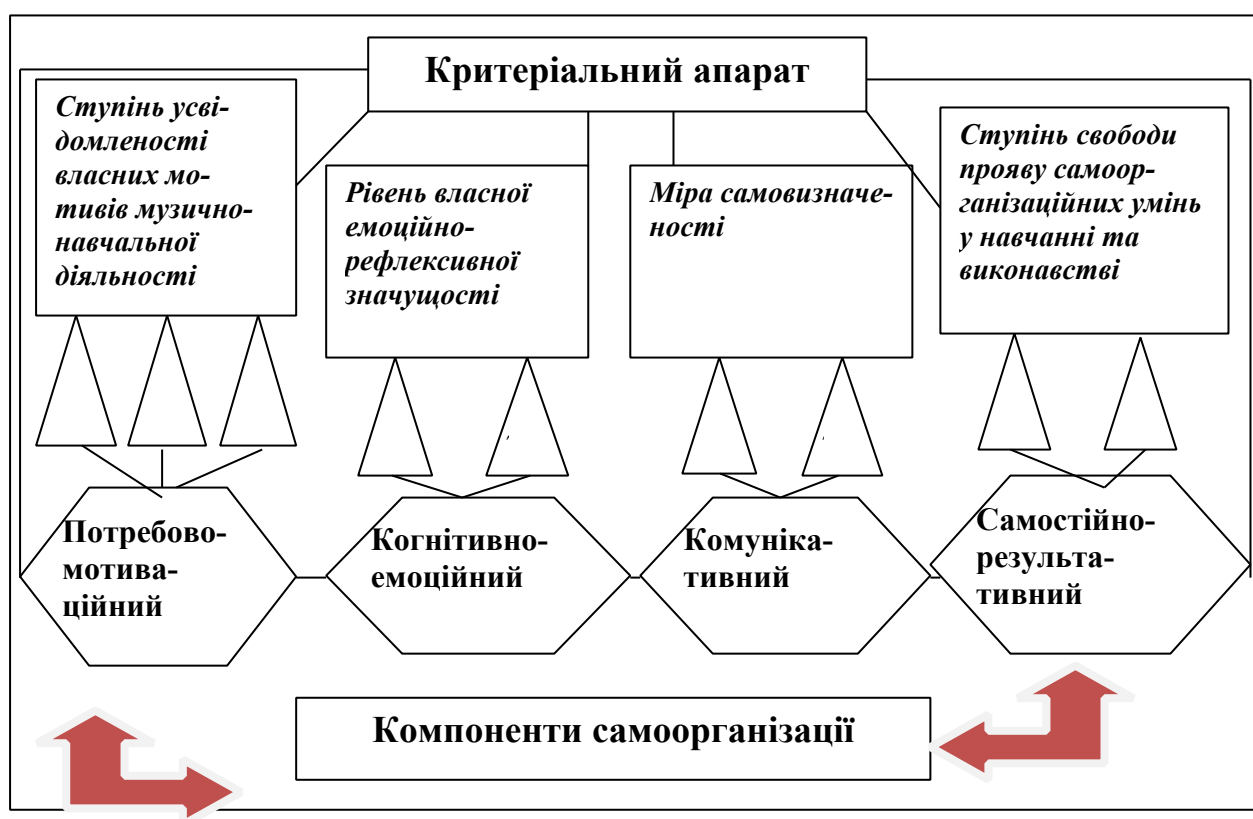 Критеріальний апарат
Ступінь усві-
домленості
власних мо-
тивів музично-
навчальної
діяльності
Рівень власної
емоційно-
рефлексивної
значущості
Міра самовизначе-
ності
Ступінь свободи
прояву самоор-
ганізаційних умінь
у навчанні та
виконавстві
Потребово-
мотива-
ційний
Когнітивно-
емоційний
Комуніка-
тивний
Самостійно-
результа-
тивний
Компоненти самоорганізації